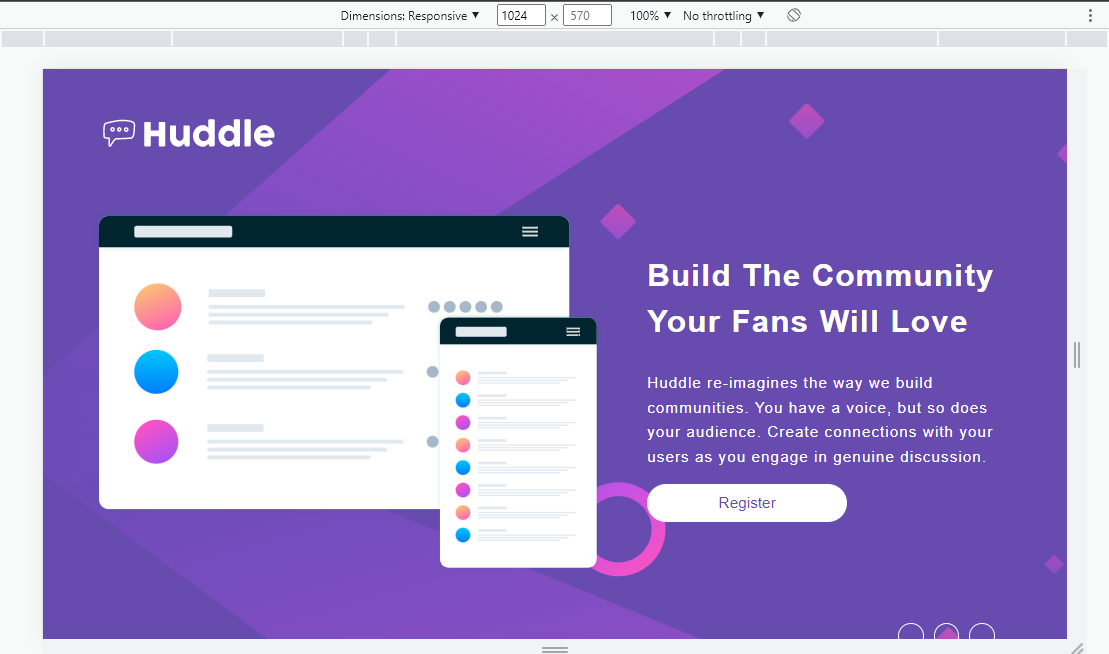 Dimensions: Responsive ▼ 1024 × 570 100% ▼ No throttling ▼
Huddle
Build The Community
Your Fans Will Love
Huddle re-imagines the way we build
communities. You have a voice, but so does
your audience. Create connections with your
users as you engage in genuine discussion.
Register